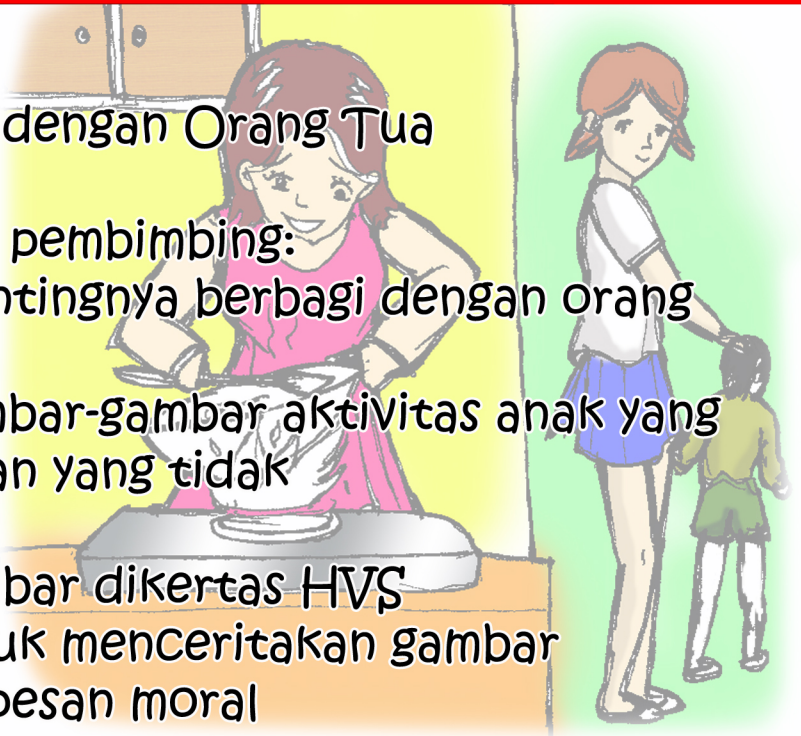 dengan Orang Tua
pembimbing:
ntingnya berbagi dengan orang
bar-gambar aktivitas anak yang
an yang tidak
bar dikertas HVS
uk menceritakan gambar
pesan moral